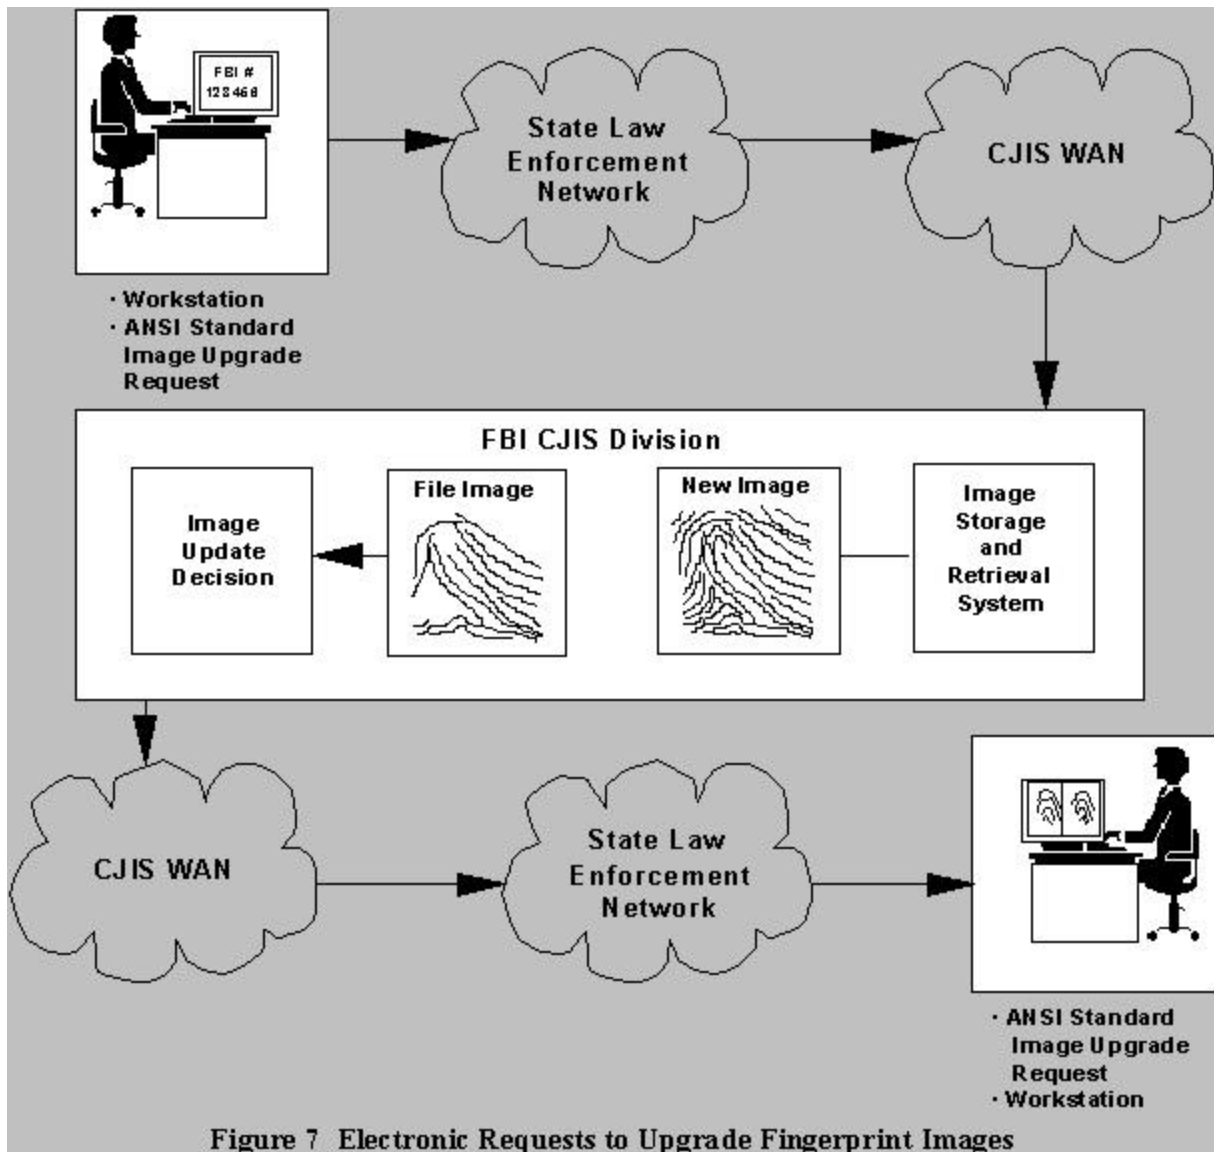 FBI #
123456
State Law
Enforcement
Network
CJIS WAN
· Workstation
· ANSI Standard
Image Upgrade
Request
FBI CJIS Division
Image
Update
Decision
File Image
New Image
Image
Storage
and
Retrieval
System
CJIS WAN
State Law
Enforcement
Network
· ANSI Standard
Image Upgrade
Request
· Workstation
Figure 7 Electronic Requests to Upgrade Fingerprint Images